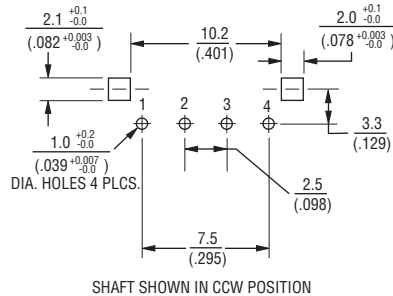 2.1 +0.1 -0.0
(.082 +0.003 -0.0)
10.2
(.401)
2.0 +0.1 -0.0
(.078 +0.003 -0.0)
1 2 3 4
1.0 +0.2 -0.0
(.039 +0.007 -0.0)
DIA. HOLES 4 PLCS.
3.3
(.129)
2.5
(.098)
7.5
(.295)
SHAFT SHOWN IN CCW POSITION